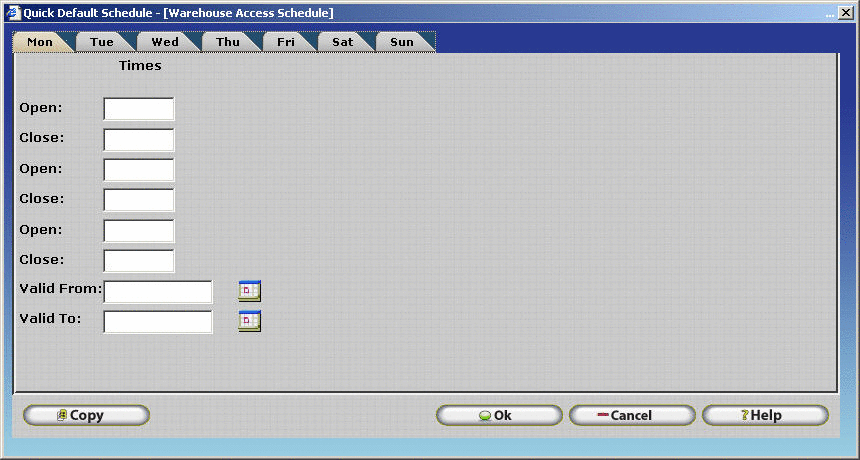 Quick Default Schedule - [Warehouse Access Schedule]
Mon Tue Wed Thu Fri Sat Sun
Times
Open:
Close:
Open:
Close:
Open:
Close:
Valid From:
Valid To:
Copy Ok Cancel Help